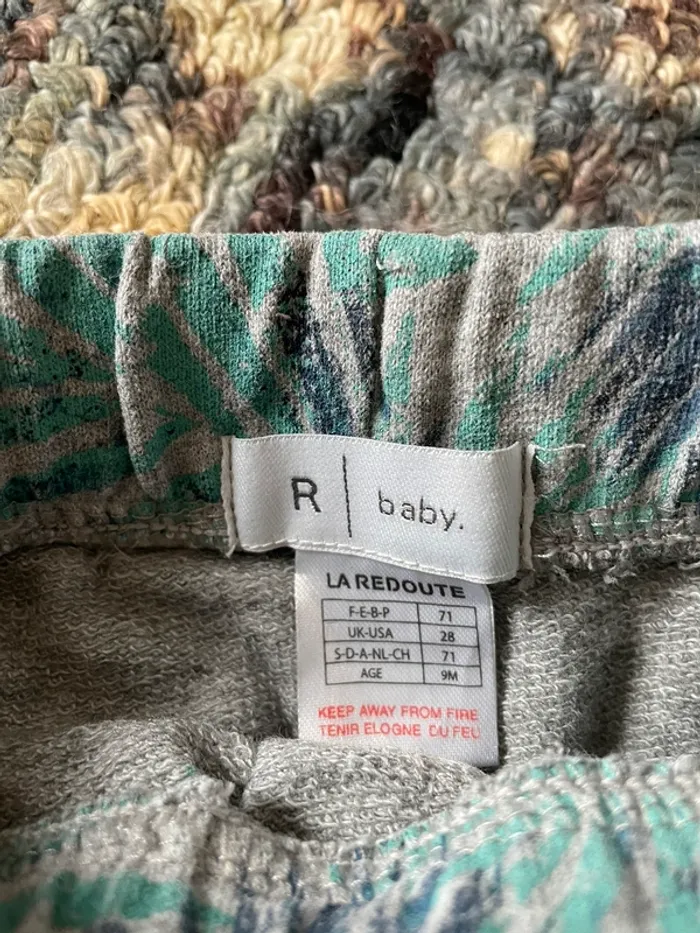 R | baby.
LA REDOUTE
F-E-B-P 71
UK-USA 28
S-D-A-NL-CH 71
AGE 9M
KEEP AWAY FROM FIRE
TENIR ELOGNE DU FEU